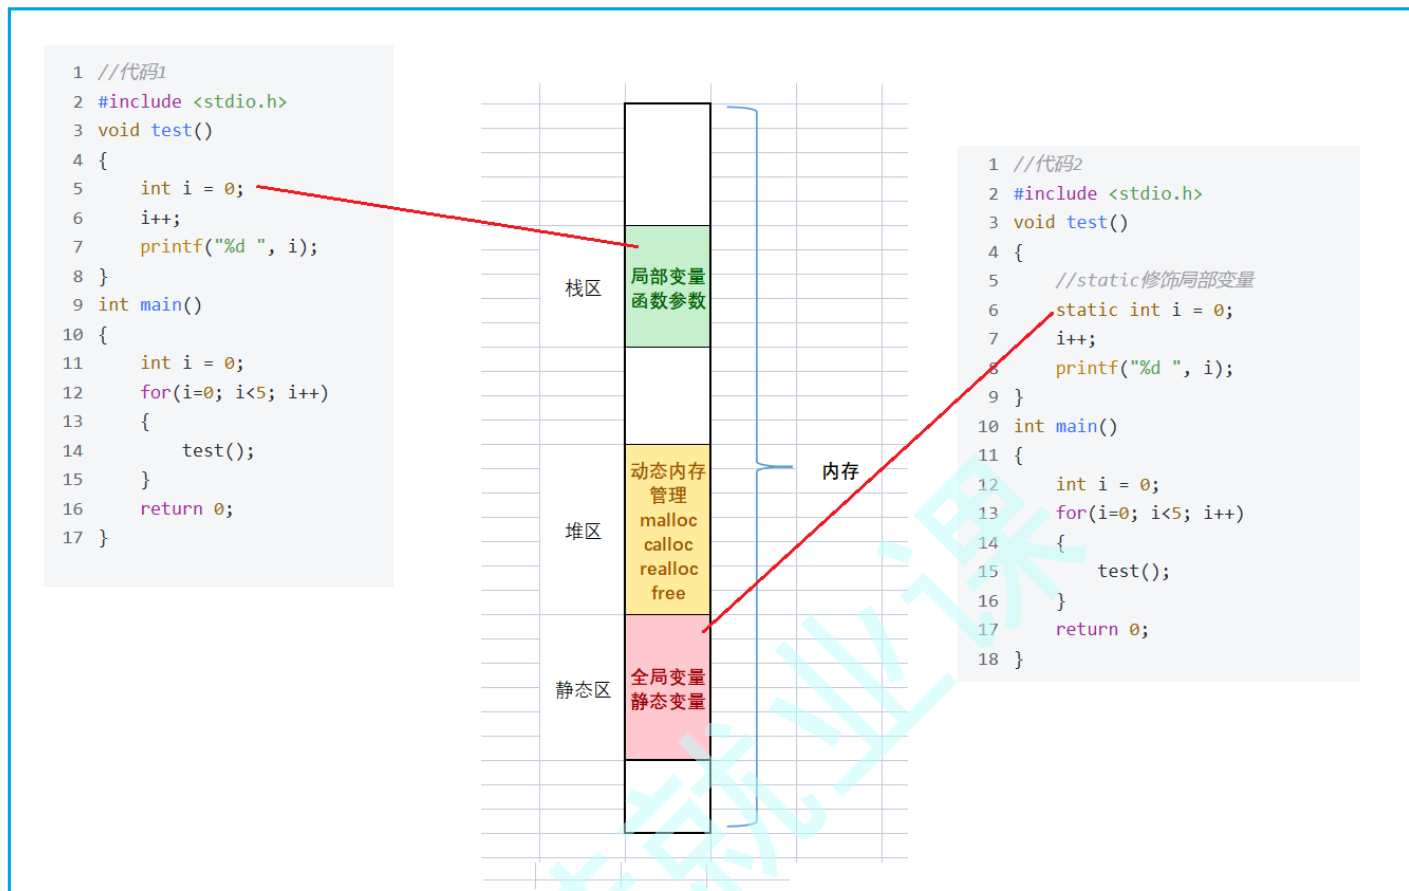 1 //代码1
2 #include <stdio.h>
3 void test()
4 {
5     int i = 0;
6     i++;
7     printf("%d ", i);
8 }
9 int main()
10 {
11     int i = 0;
12     for(i=0; i<5; i++)
13     {
14         test();
15     }
16     return 0;
17 }
栈区
局部变量
函数参数
堆区
动态内存
管理
malloc
calloc
realloc
free
静态区
全局变量
静态变量
内存
1 //代码2
2 #include <stdio.h>
3 void test()
4 {
5     //static修饰局部变量
6     static int i = 0;
7     i++;
8     printf("%d ", i);
9 }
10 int main()
11 {
12     int i = 0;
13     for(i=0; i<5; i++)
14     {
15         test();
16     }
17     return 0;
18 }
就业课